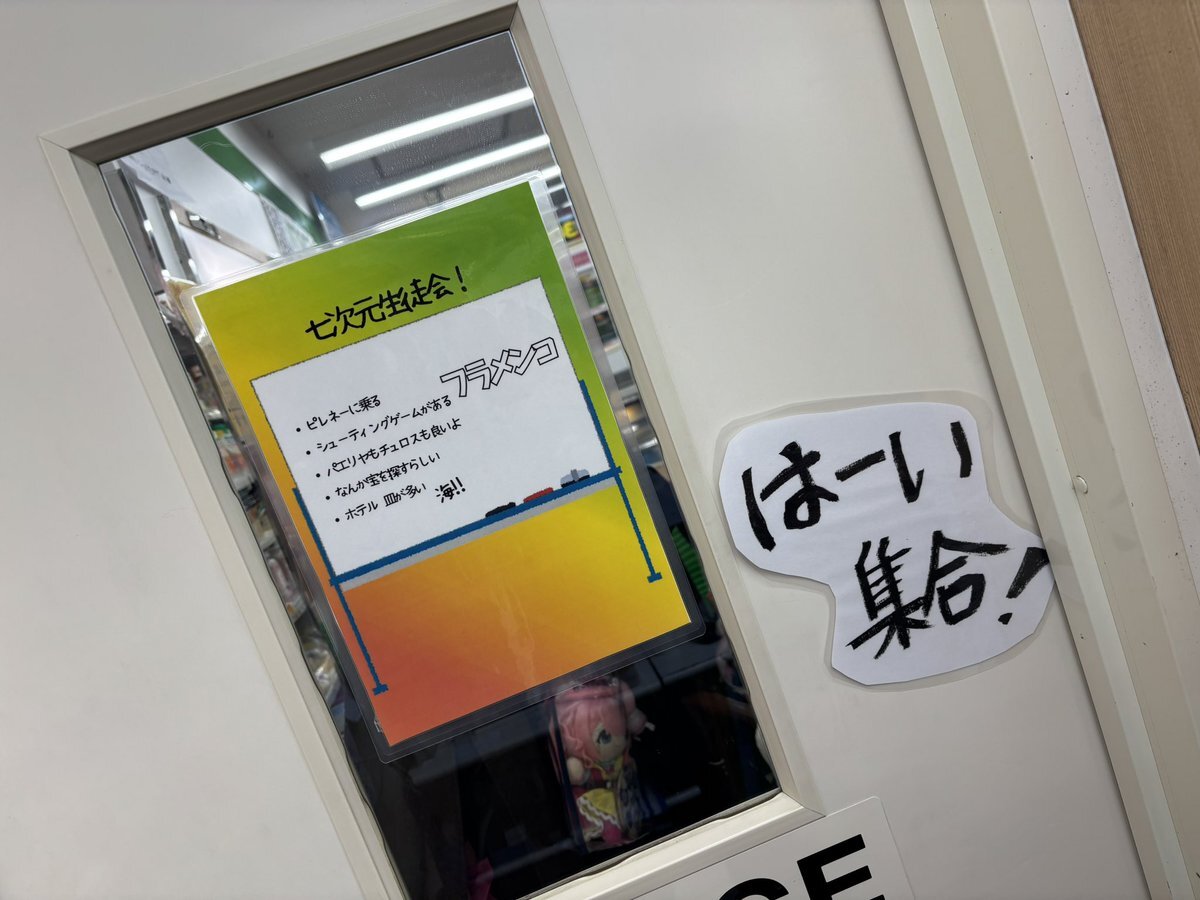 七次元生徒会!
フラメンコ
・ピレネーに乗る
・シューティングゲームがある
・パエリヤもチュロスも良いよ
・なんか宝を探すらしい
・ホテル 皿が多い 海!!
はーい
集合!